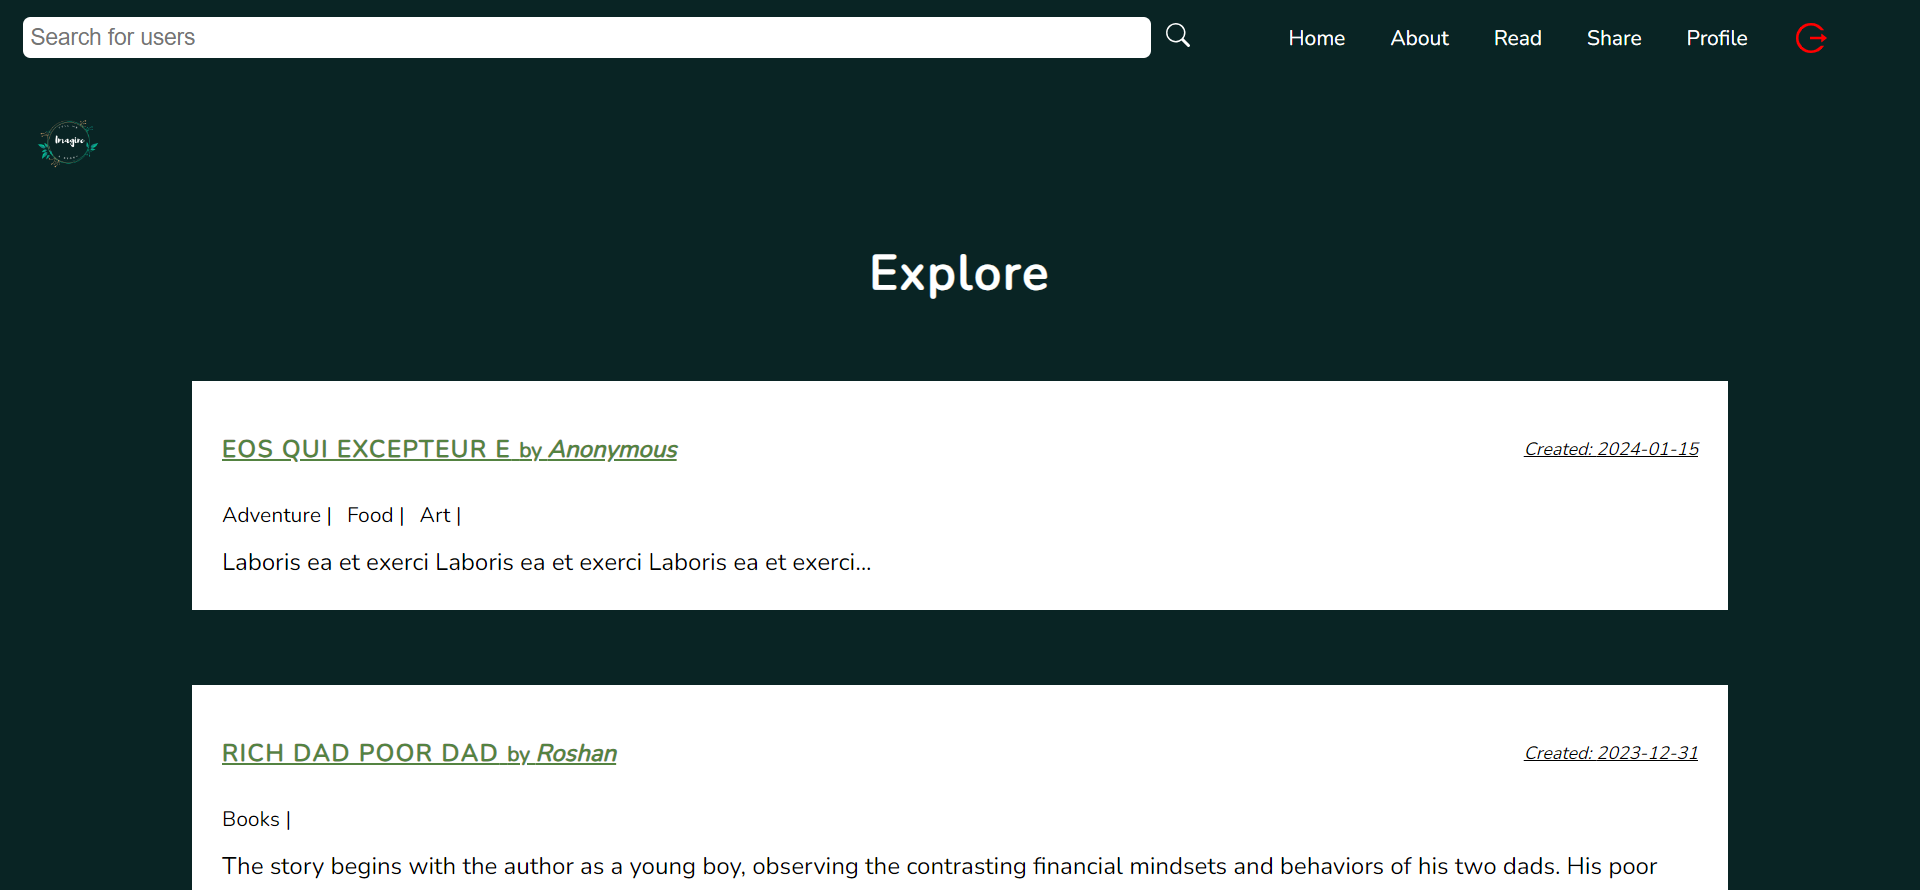 Search for users
Home About Read Share Profile
Imagine
Explore
EOS QUI EXCEPTEUR E by Anonymous
Created: 2024-01-15
Adventure | Food | Art |
Laboris ea et exerci Laboris ea et exerci Laboris ea et exerci...
RICH DAD POOR DAD by Roshan
Created: 2023-12-31
Books |
The story begins with the author as a young boy, observing the contrasting financial mindsets and behaviors of his two dads. His poor